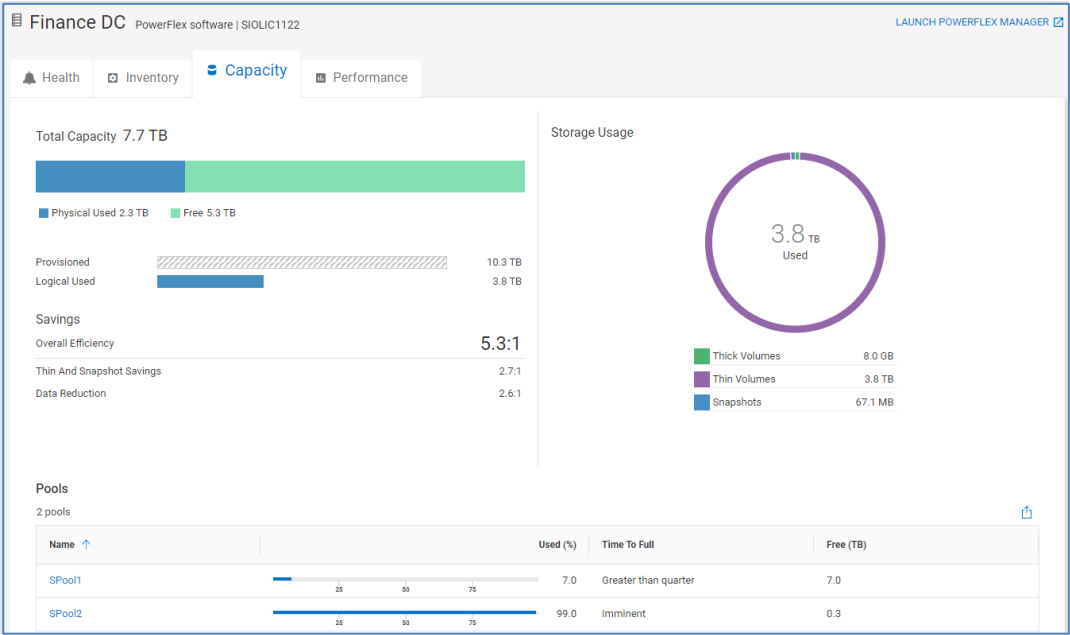 Finance DC PowerFlex software | SIOLIC1122
LAUNCH POWERFLEX MANAGER
Health
Inventory
Capacity
Performance
Total Capacity 7.7 TB
Physical Used 2.3 TB Free 5.3 TB
Provisioned 10.3 TB
Logical Used 3.8 TB
Savings
Overall Efficiency 5.3:1
Thin And Snapshot Savings 2.7:1
Data Reduction 2.6:1
Storage Usage
3.8 TB
Used
Thick Volumes 8.0 GB
Thin Volumes 3.8 TB
Snapshots 67.1 MB
Pools
2 pools
Name Used (%) Time To Full Free (TB)
SPool1 7.0 Greater than quarter 7.0
25 50 75
SPool2 99.0 Imminent 0.3
25 50 75